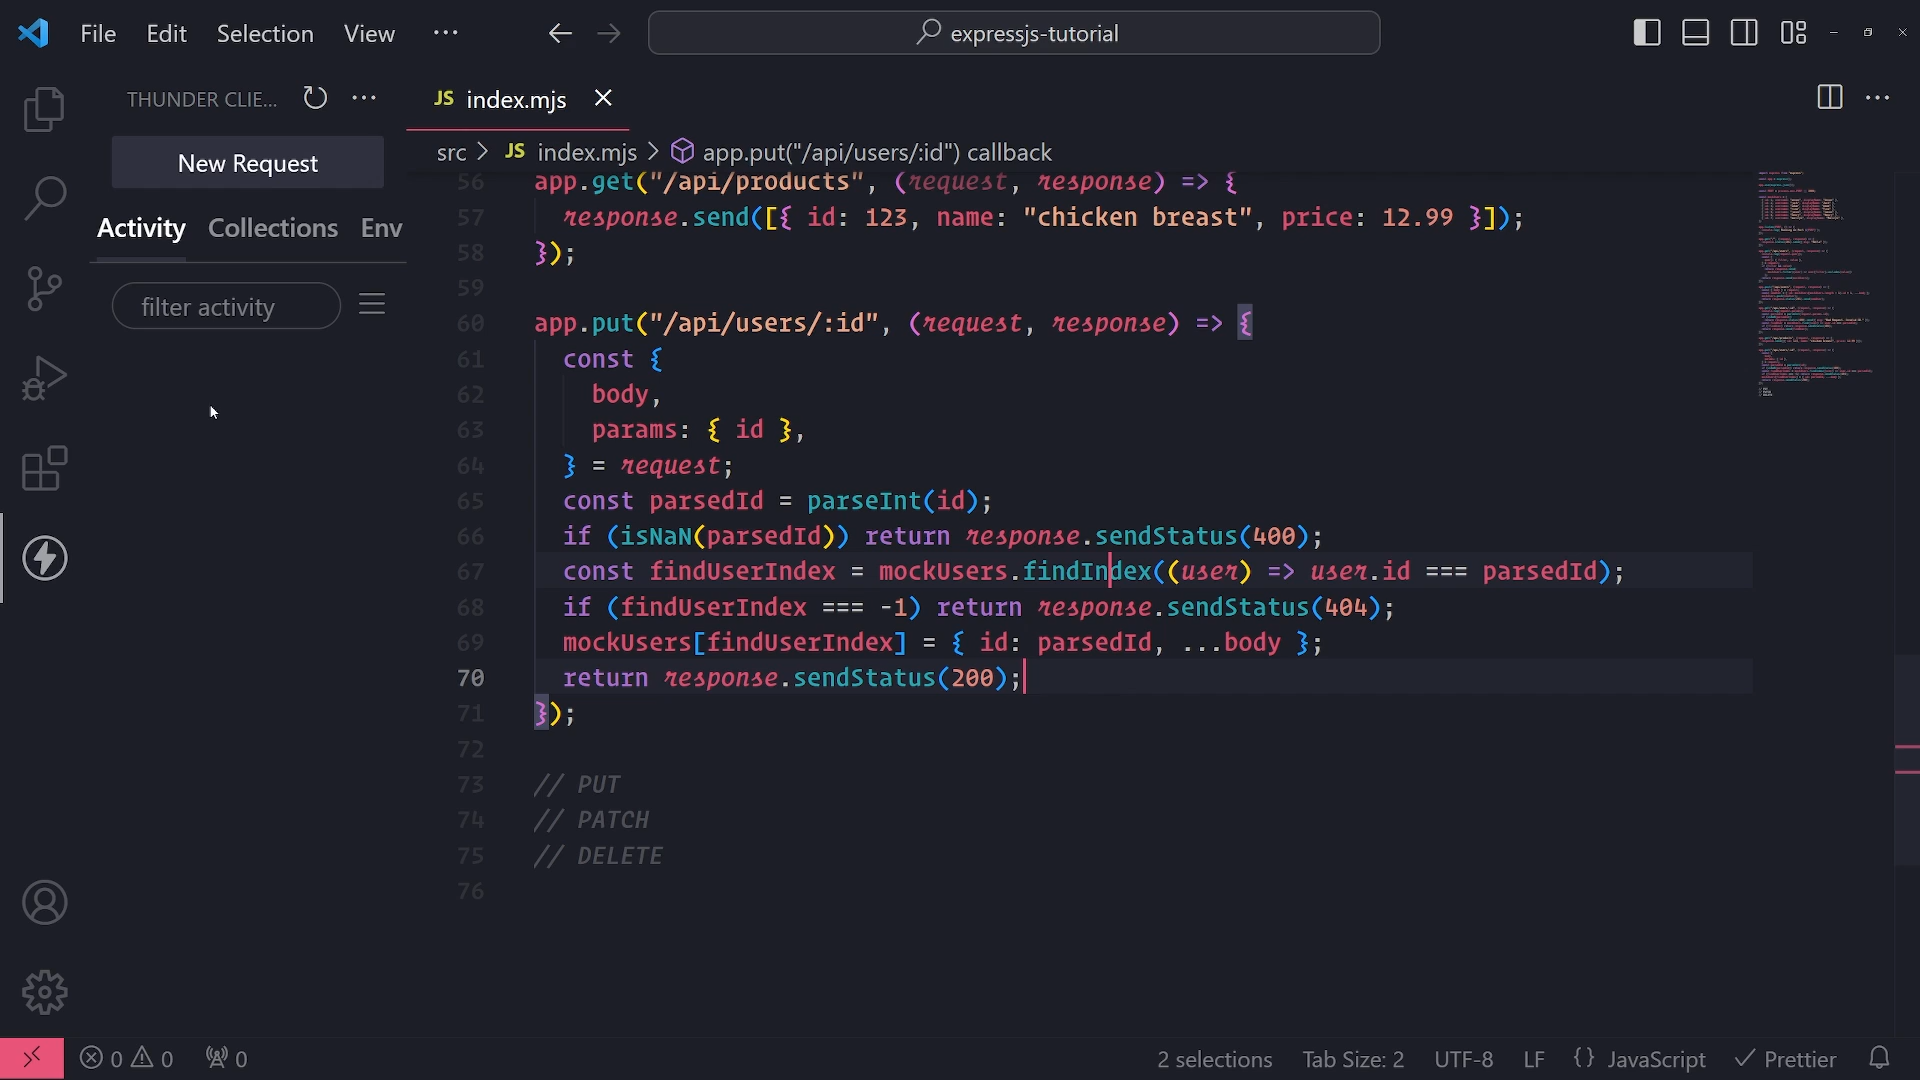 File Edit Selection View ··· expressjs-tutorial
THUNDER CLIE... ···
New Request
Activity Collections Env
filter activity
JS index.mjs
src > JS index.mjs > app.put("/api/users/:id") callback
56 app.get("/api/products", (request, response) => {
57 response.send([{ id: 123, name: "chicken breast", price: 12.99 }]);
58 });
59
60 app.put("/api/users/:id", (request, response) => {
61 const {
62 body,
63 params: { id },
64 } = request;
65 const parsedId = parseInt(id);
66 if (isNaN(parsedId)) return response.sendStatus(400);
67 const findUserIndex = mockUsers.findIndex((user) => user.id === parsedId);
68 if (findUserIndex === -1) return response.sendStatus(404);
69 mockUsers[findUserIndex] = { id: parsedId, ...body };
70 return response.sendStatus(200);
71 });
72
73 // PUT
74 // PATCH
75 // DELETE
76
0 0 0 2 selections Tab Size: 2 UTF-8 LF {} JavaScript Prettier